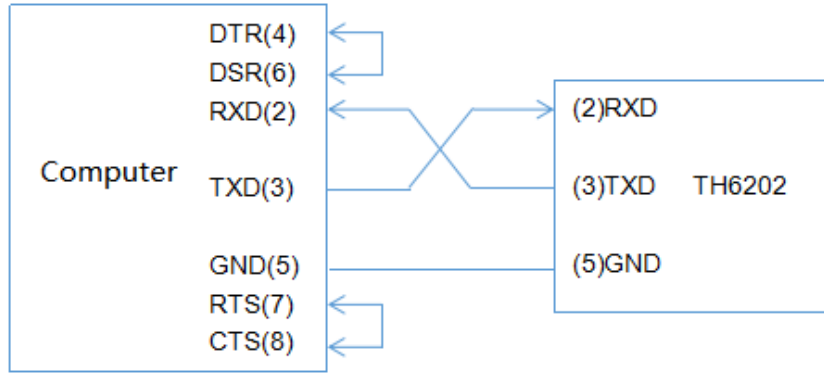 DTR(4)
DSR(6)
RXD(2)
(2)RXD
Computer
TXD(3)
(3)TXD
TH6202
GND(5)
(5)GND
RTS(7)
CTS(8)